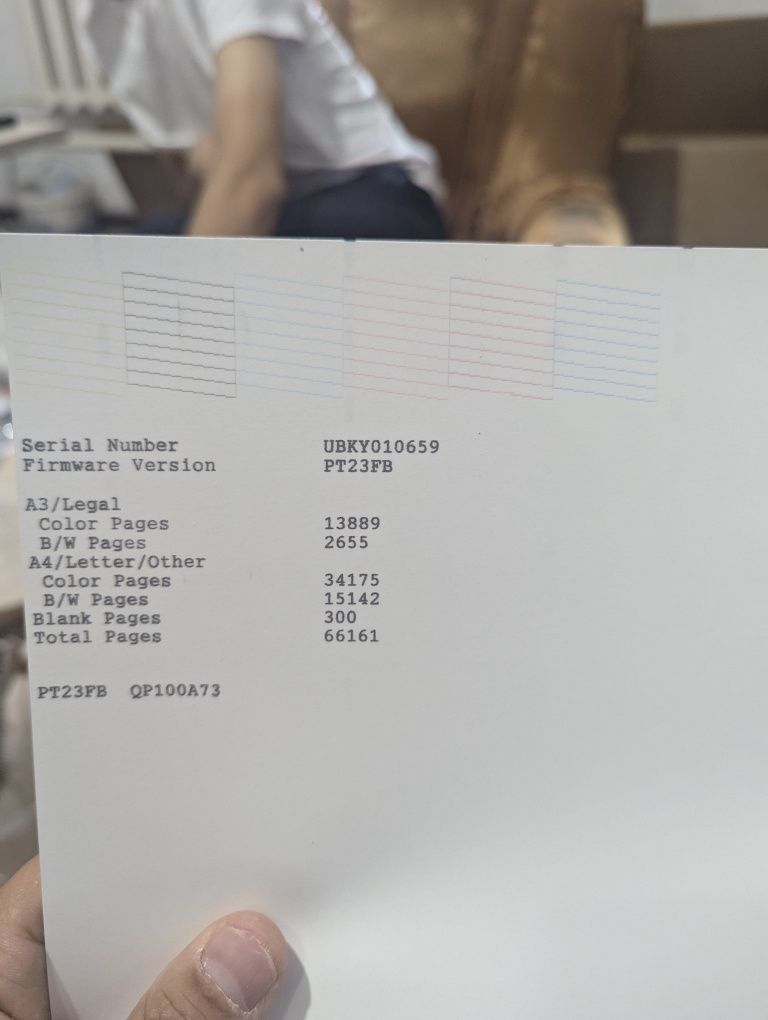 Serial Number UBKY010659
Firmware Version PT23FB
A3/Legal
Color Pages 13889
B/W Pages 2655
A4/Letter/Other
Color Pages 34175
B/W Pages 15142
Blank Pages 300
Total Pages 66161
PT23FB QP100A73